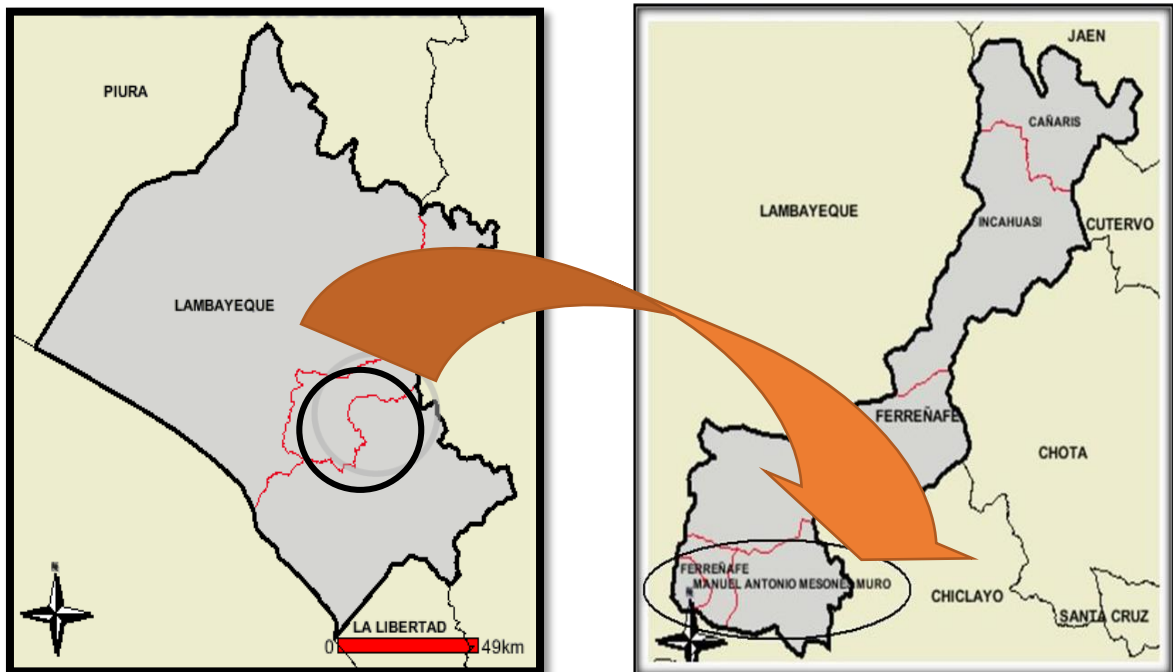 PIURA
LAMBAYEQUE
LA LIBERTAD
0 49km
JAEN
CAÑARIS
LAMBAYEQUE
INCAHUASI
CUTERVO
FERREÑAFE
CHOTA
FERREÑAFE
MANUEL ANTONIO MESONES MURO
CHICLAYO
SANTA CRUZ